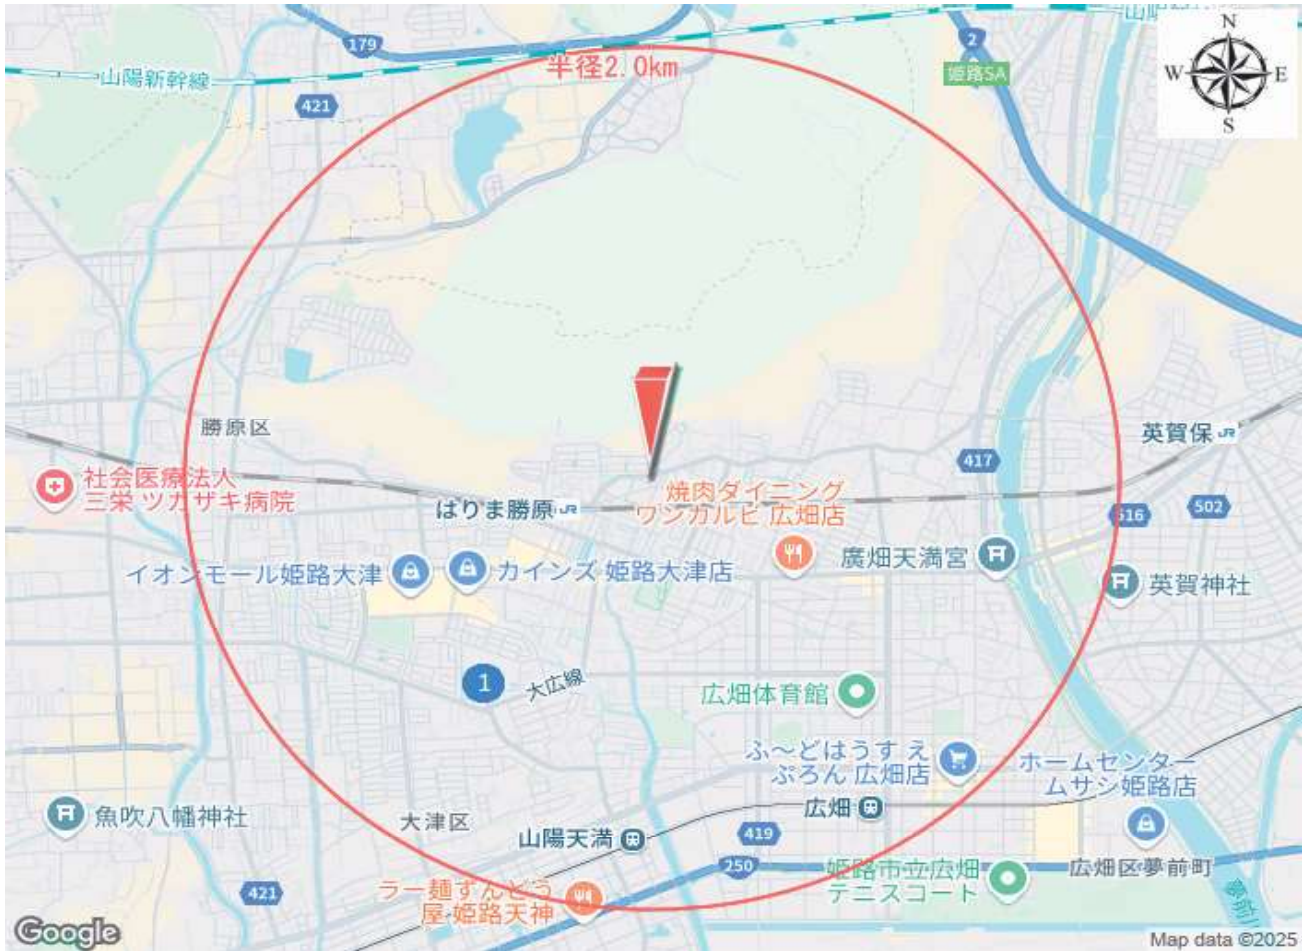 山陽新幹線
179
421
半径2.0km
2
姫路SA
N
W
E
S
勝原区
社会医療法人
三栄 ツカザキ病院
はりま勝原 JR
焼肉ダイニング
ワンカルビ 広畑店
417
英賀保 JR
516
502
イオンモール姫路大津
カインズ 姫路大津店
廣畑天満宮
英賀神社
1
大広線
広畑体育館
ふ〜どはうす え
ぷろん 広畑店
ホームセンター
ムサシ姫路店
魚吹八幡神社
大津区
山陽天満
広畑
419
250
姫路市立広畑
テニスコート
広畑区夢前町
421
ラー麺ずんどう
屋 姫路天神
夢前川
Google
Map data ©2025